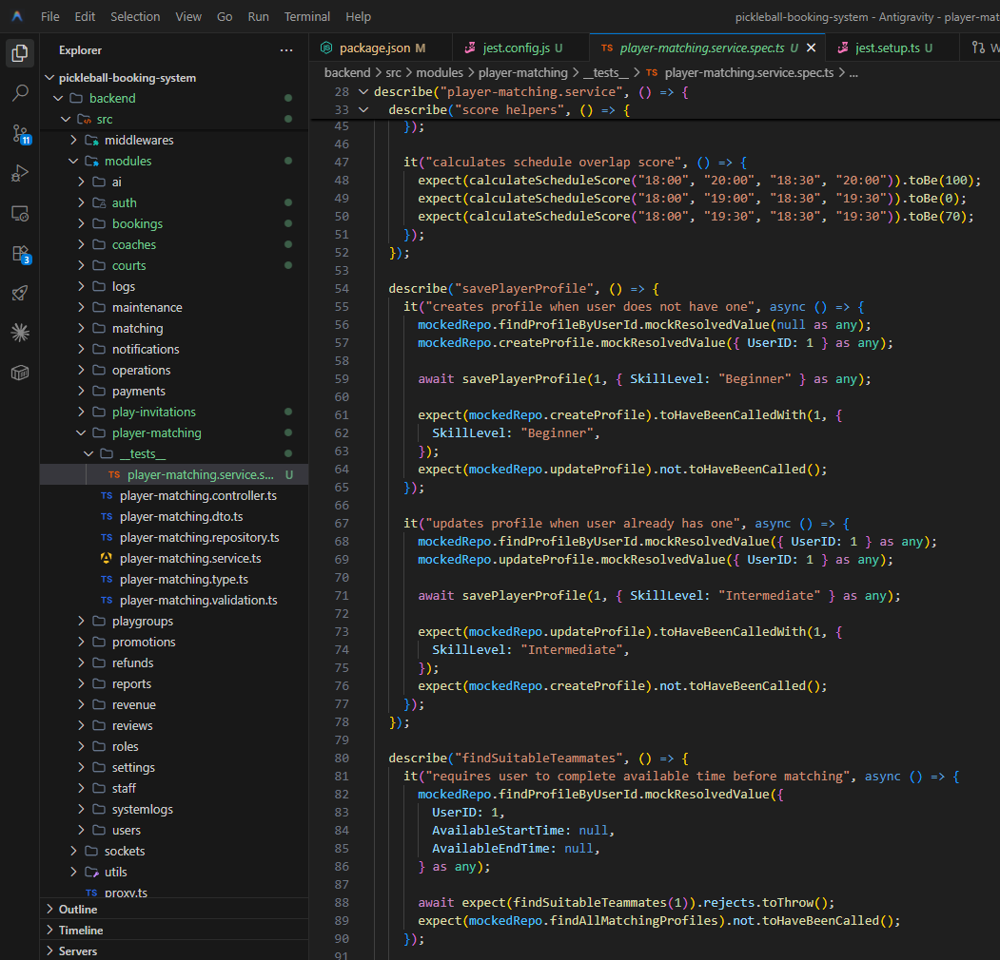 File Edit Selection View Go Run Terminal Help pickleball-booking-system - Antigravity - player-mat
Explorer ...
package.json M jest.config.js U player-matching.service.spec.ts U jest.setup.ts U W
backend > src > modules > player-matching > __tests__ > TS player-matching.service.spec.ts > ...
pickleball-booking-system
backend
src
middlewares
modules
ai
auth
bookings
coaches
courts
logs
maintenance
matching
notifications
operations
payments
play-invitations
player-matching
__tests__
TS player-matching.service.s... U
TS player-matching.controller.ts
TS player-matching.dto.ts
TS player-matching.repository.ts
player-matching.service.ts
TS player-matching.type.ts
TS player-matching.validation.ts
playgroups
promotions
refunds
reports
revenue
reviews
roles
settings
staff
systemlogs
users
sockets
utils
TS proxy.ts
Outline
Timeline
Servers
11
3
28 describe("player-matching.service", () => {
33 describe("score helpers", () => {
45 });
46
47 it("calculates schedule overlap score", () => {
48 expect(calculateScheduleScore("18:00", "20:00", "18:30", "20:00")).toBe(100);
49 expect(calculateScheduleScore("18:00", "19:00", "18:30", "19:30")).toBe(0);
50 expect(calculateScheduleScore("18:00", "19:30", "18:30", "19:30")).toBe(70);
51 });
52 });
53
54 describe("savePlayerProfile", () => {
55 it("creates profile when user does not have one", async () => {
56 mockedRepo.findProfileByUserId.mockResolvedValue(null as any);
57 mockedRepo.createProfile.mockResolvedValue({ UserID: 1 } as any);
58
59 await savePlayerProfile(1, { SkillLevel: "Beginner" } as any);
60
61 expect(mockedRepo.createProfile).toHaveBeenCalledWith(1, {
62 SkillLevel: "Beginner",
63 });
64 expect(mockedRepo.updateProfile).not.toHaveBeenCalled();
65 });
66
67 it("updates profile when user already has one", async () => {
68 mockedRepo.findProfileByUserId.mockResolvedValue({ UserID: 1 } as any);
69 mockedRepo.updateProfile.mockResolvedValue({ UserID: 1 } as any);
70
71 await savePlayerProfile(1, { SkillLevel: "Intermediate" } as any);
72
73 expect(mockedRepo.updateProfile).toHaveBeenCalledWith(1, {
74 SkillLevel: "Intermediate",
75 });
76 expect(mockedRepo.createProfile).not.toHaveBeenCalled();
77 });
78 });
79
80 describe("findSuitableTeammates", () => {
81 it("requires user to complete available time before matching", async () => {
82 mockedRepo.findProfileByUserId.mockResolvedValue({
83 UserID: 1,
84 AvailableStartTime: null,
85 AvailableEndTime: null,
86 } as any);
87
88 await expect(findSuitableTeammates(1)).rejects.toThrow();
89 expect(mockedRepo.findAllMatchingProfiles).not.toHaveBeenCalled();
90 });
91